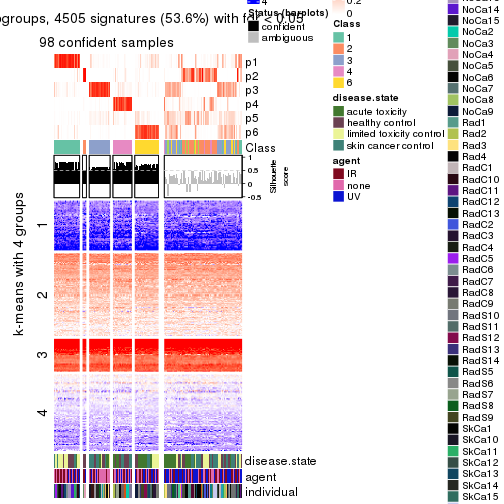 ogroups, 4505 signatures (53.6%) with fdr < 0.05
98 confident samples
p1
p2
p3
p4
p5
p6
Class
1
0.5
0
-0.5
Silhouette
score
k-means with 4 groups
1
2
3
4
disease.state
agent
individual
4
Status (barplots)
confident
ambiguous
0.2
0
Class
1
2
3
4
6
disease.state
acute toxicity
healthy control
limited toxicity control
skin cancer control
agent
IR
none
UV
NoCa14
NoCa15
NoCa2
NoCa3
NoCa4
NoCa5
NoCa6
NoCa7
NoCa8
NoCa9
Rad1
Rad2
Rad3
Rad4
RadC1
RadC10
RadC11
RadC12
RadC13
RadC2
RadC3
RadC4
RadC5
RadC6
RadC7
RadC8
RadC9
RadS10
RadS11
RadS12
RadS13
RadS14
RadS5
RadS6
RadS7
RadS8
RadS9
SkCa1
SkCa10
SkCa11
SkCa12
SkCa13
SkCa14
SkCa15